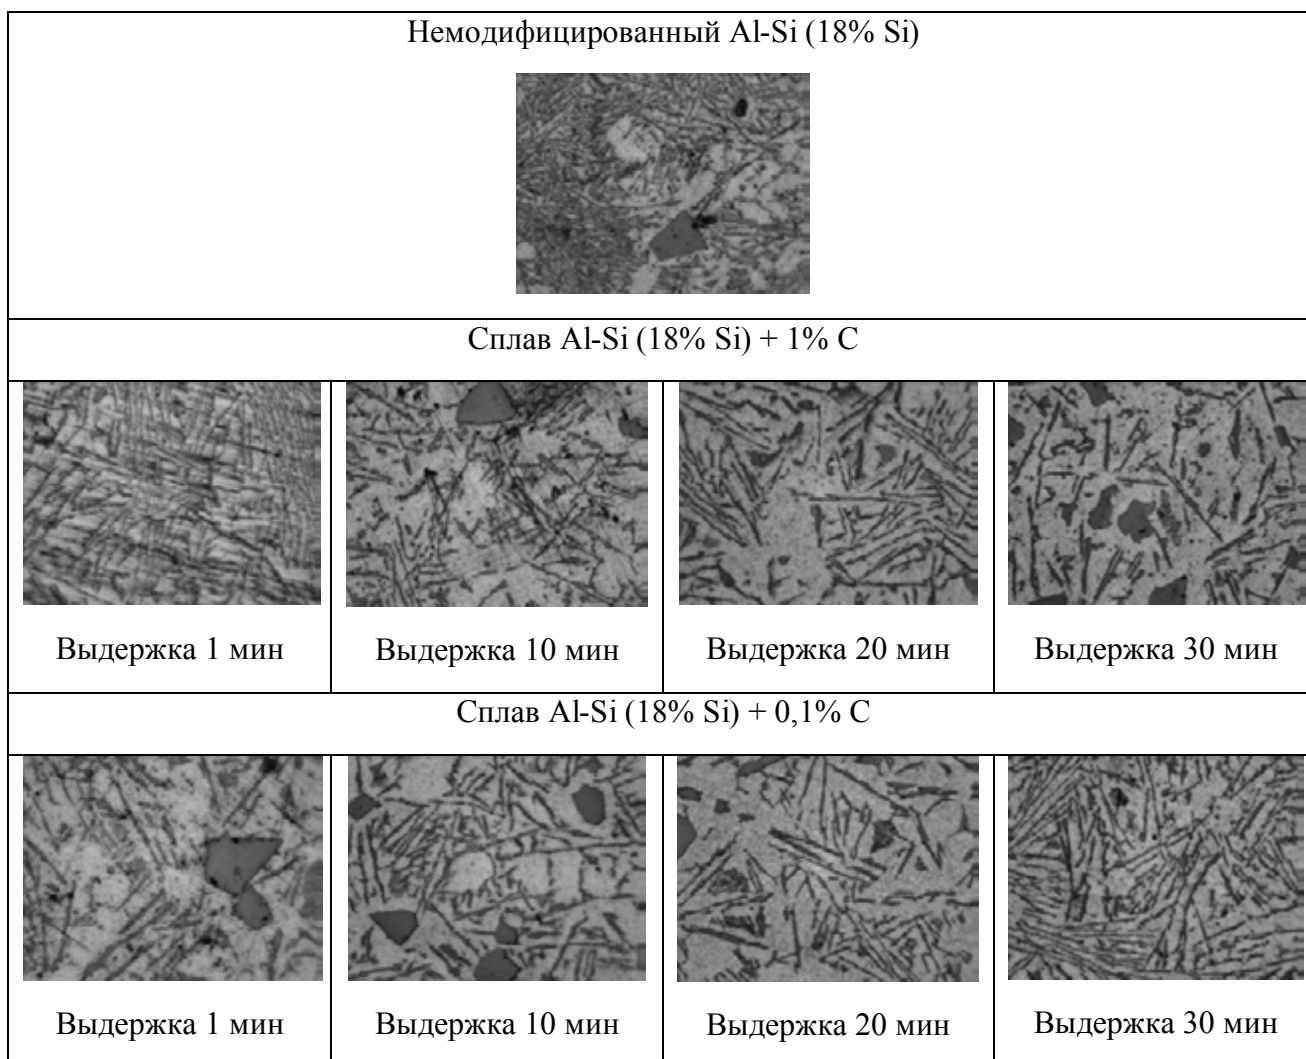 Немодифицированный Al-Si (18% Si)
Сплав Al-Si (18% Si) + 1% С
Выдержка 1 мин
Выдержка 10 мин
Выдержка 20 мин
Выдержка 30 мин
Сплав Al-Si (18% Si) + 0,1% С
Выдержка 1 мин
Выдержка 10 мин
Выдержка 20 мин
Выдержка 30 мин